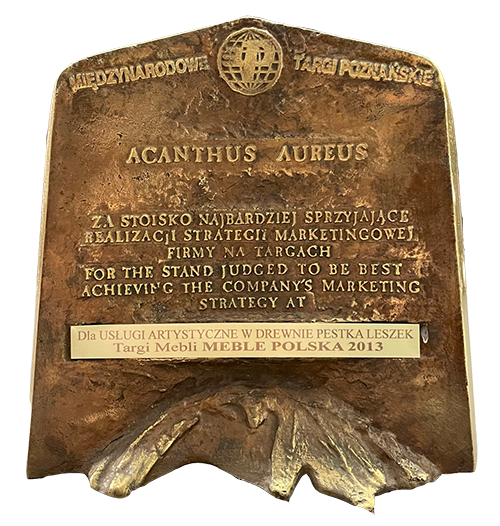 MIĘDZYNARODOWE TARGI POZNAŃSKIE
ACANTHUS AUREUS
ZA STOISKO NAJBARDZIEJ SPRZYJAJĄCE
REALIZACJI STRATEGII MARKETINGOWEJ
FIRMY NA TARGACH
FOR THE STAND JUDGED TO BE BEST
ACHIEVING THE COMPANY'S MARKETING
STRATEGY AT
Dla USŁUGI ARTYSTYCZNE W DREWNIE PESTKA LESZEK
Targi Mebli MEBLE POLSKA 2013